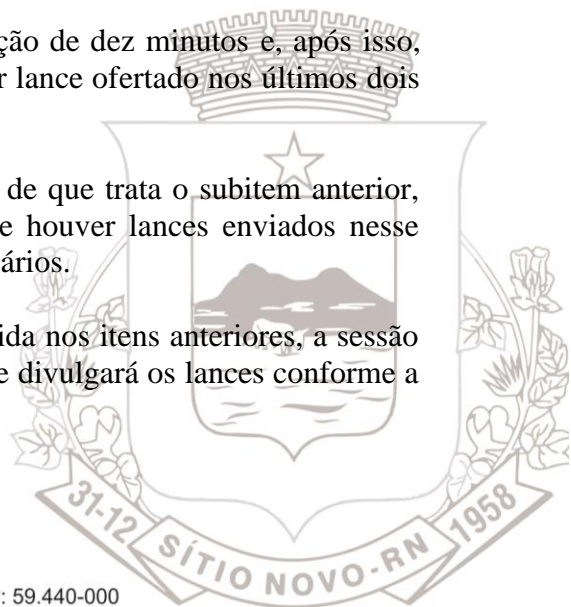 ção de dez minutos e, após isso,
r lance ofertado nos últimos dois
de que trata o subitem anterior,
e houver lances enviados nesse
ários.
ida nos itens anteriores, a sessão
e divulgará os lances conforme a
31-12 SÍTIO NOVO-RN 1958
: 59.440-000